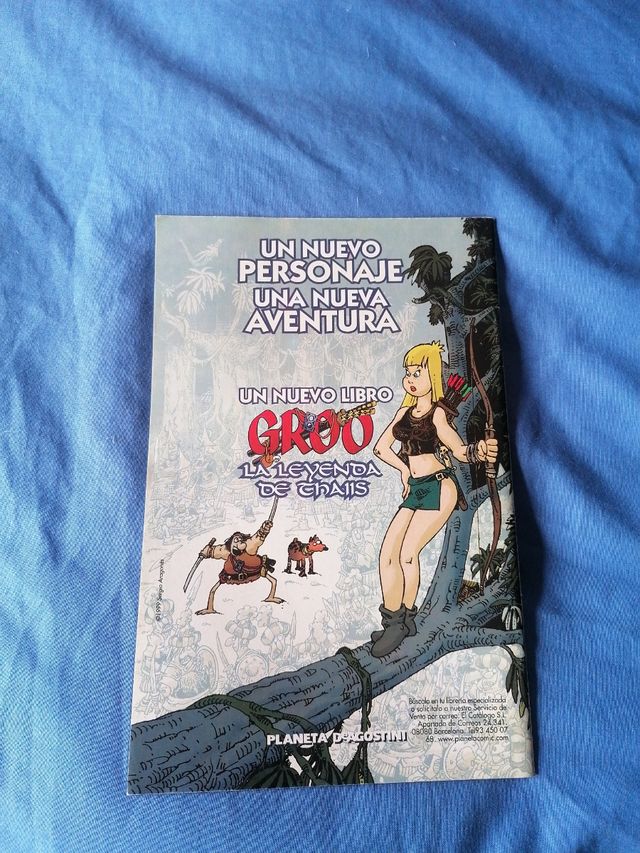 UN NUEVO
PERSONAJE
UNA NUEVA
AVENTURA
UN NUEVO LIBRO
GROO
LA LEYENDA
DE THAIIS
©1999 Sergio Aragonés
Búscalo en tu librería especializada
o solicítalo a nuestro Servicio de
Venta por correo: El Catálogo S.L.
Apartado de Correos 24.341,
08080 Barcelona. Tel 93 450 07
68. www.planetacomic.com
PLANETA DeAGOSTINI